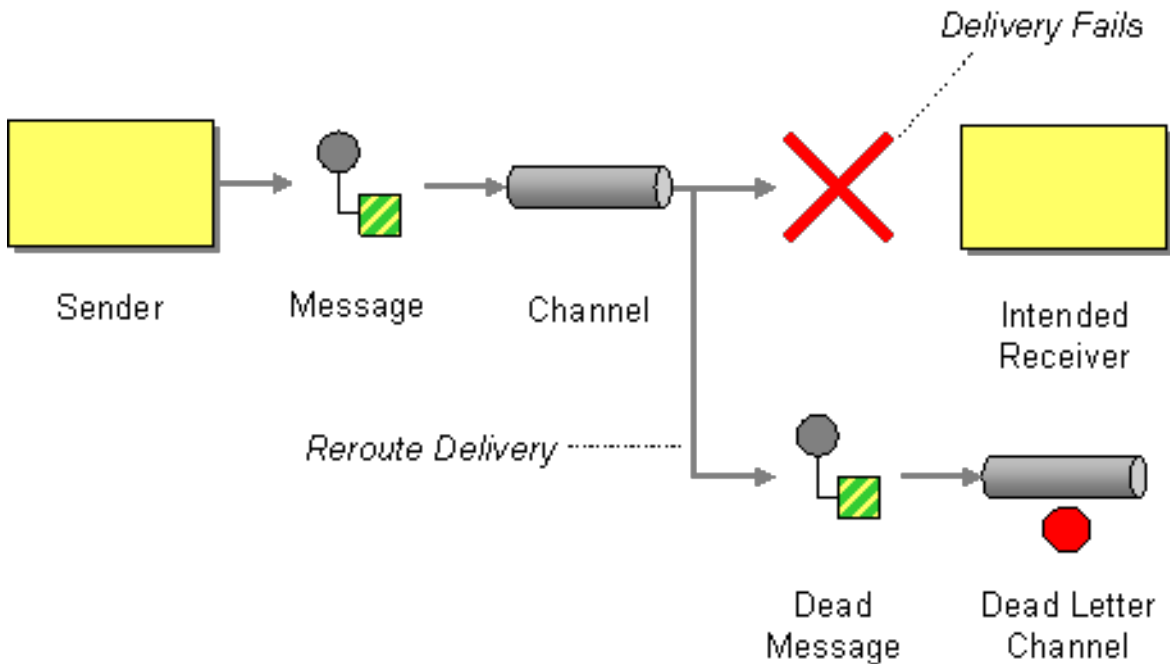 Delivery Fails
Sender
Message
Channel
Intended
Receiver
Reroute Delivery
Dead
Message
Dead Letter
Channel